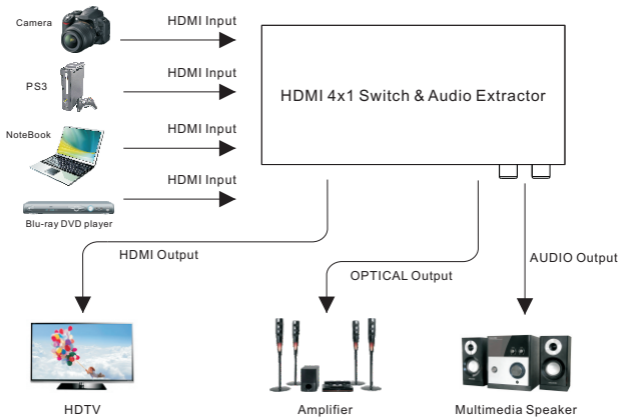 Camera
HDMI Input
PS3
HDMI Input
HDMI 4x1 Switch & Audio Extractor
NoteBook
HDMI Input
HDMI Input
Blu-ray DVD player
HDMI Output
OPTICAL Output
AUDIO Output
HDTV
Amplifier
Multimedia Speaker